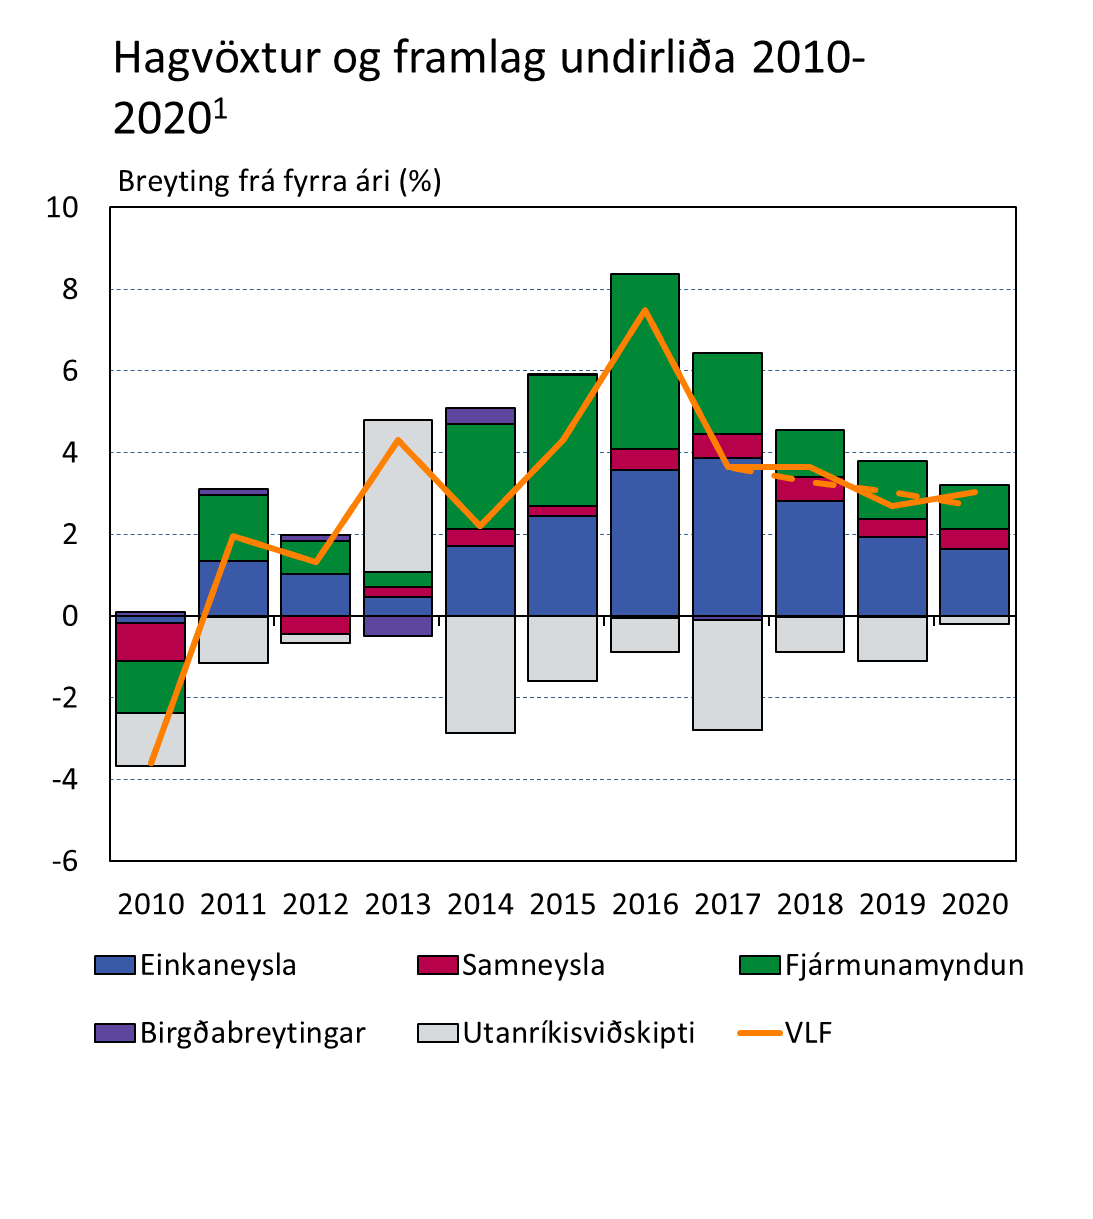 Hagvöxtur og framlag undirliða 2010-
2020¹
Breyting frá fyrra ári (%)
10
8
6
4
2
0
-2
-4
-6
2010 2011 2012 2013 2014 2015 2016 2017 2018 2019 2020
Einkaneysla Samneysla Fjármunamyndun
Birgðabreytingar Utanríkisviðskipti VLF